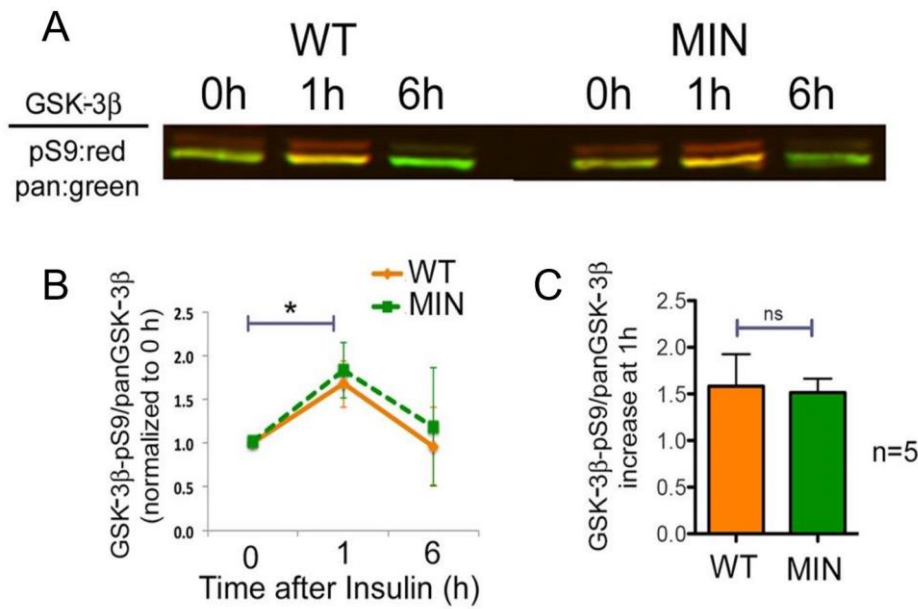 A
WT MIN
GSK-3β 0h 1h 6h 0h 1h 6h
pS9:red
pan:green
B
WT
MIN
GSK-3β-pS9/panGSK-3β
(normalized to 0 h)
*
2.5
2.0
1.5
1.0
0.5
0.0
0 1 6
Time after Insulin (h)
C
GSK-3β-pS9/panGSK-3β
increase at 1h
ns
2.5
2.0
1.5
1.0
0.5
0.0
WT MIN
n=5